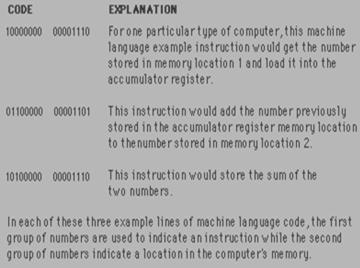 CODE EXPLANATION
10000000 00001110 For one particular type of computer, this machine
language example instruction would get the number
stored in memory location 1 and load it into the
accumulator register.
01100000 00001101 This instruction would add the number previously
stored in the accumulator register memory location
to thenumber stored in memory location 2.
10100000 00001110 This instruction would store the sum of the
two numbers.
In each of these three example lines of machine language code, the first
group of numbers are used to indicate an instruction while the second
group of numbers indicate a location in the computer's memory.